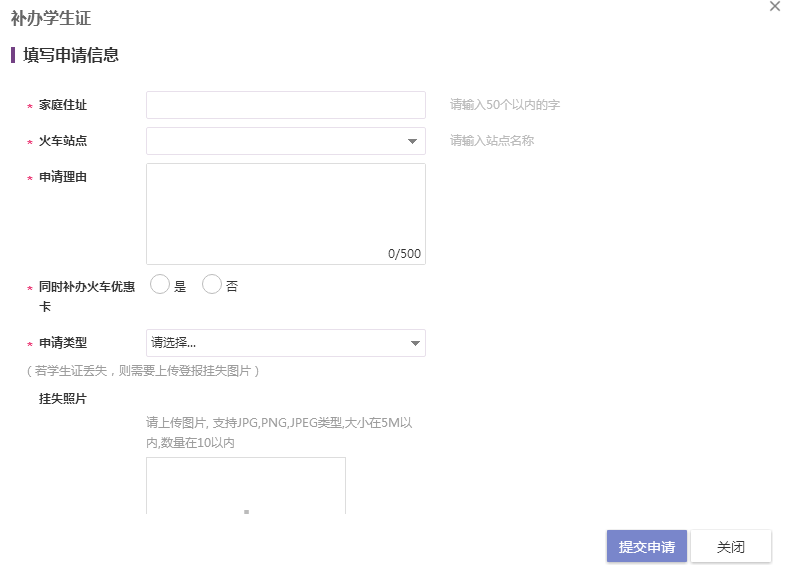 补办学生证
填写申请信息
* 家庭住址 请输入50个以内的字
* 火车站点 请输入站点名称
* 申请理由
0/500
* 同时补办火车优惠
卡 是 否
* 申请类型 请选择...
（若学生证丢失，则需要上传登报挂失图片）
挂失照片
请上传图片, 支持JPG,PNG,JPEG类型,大小在5M以
内,数量在10以内
提交申请 关闭